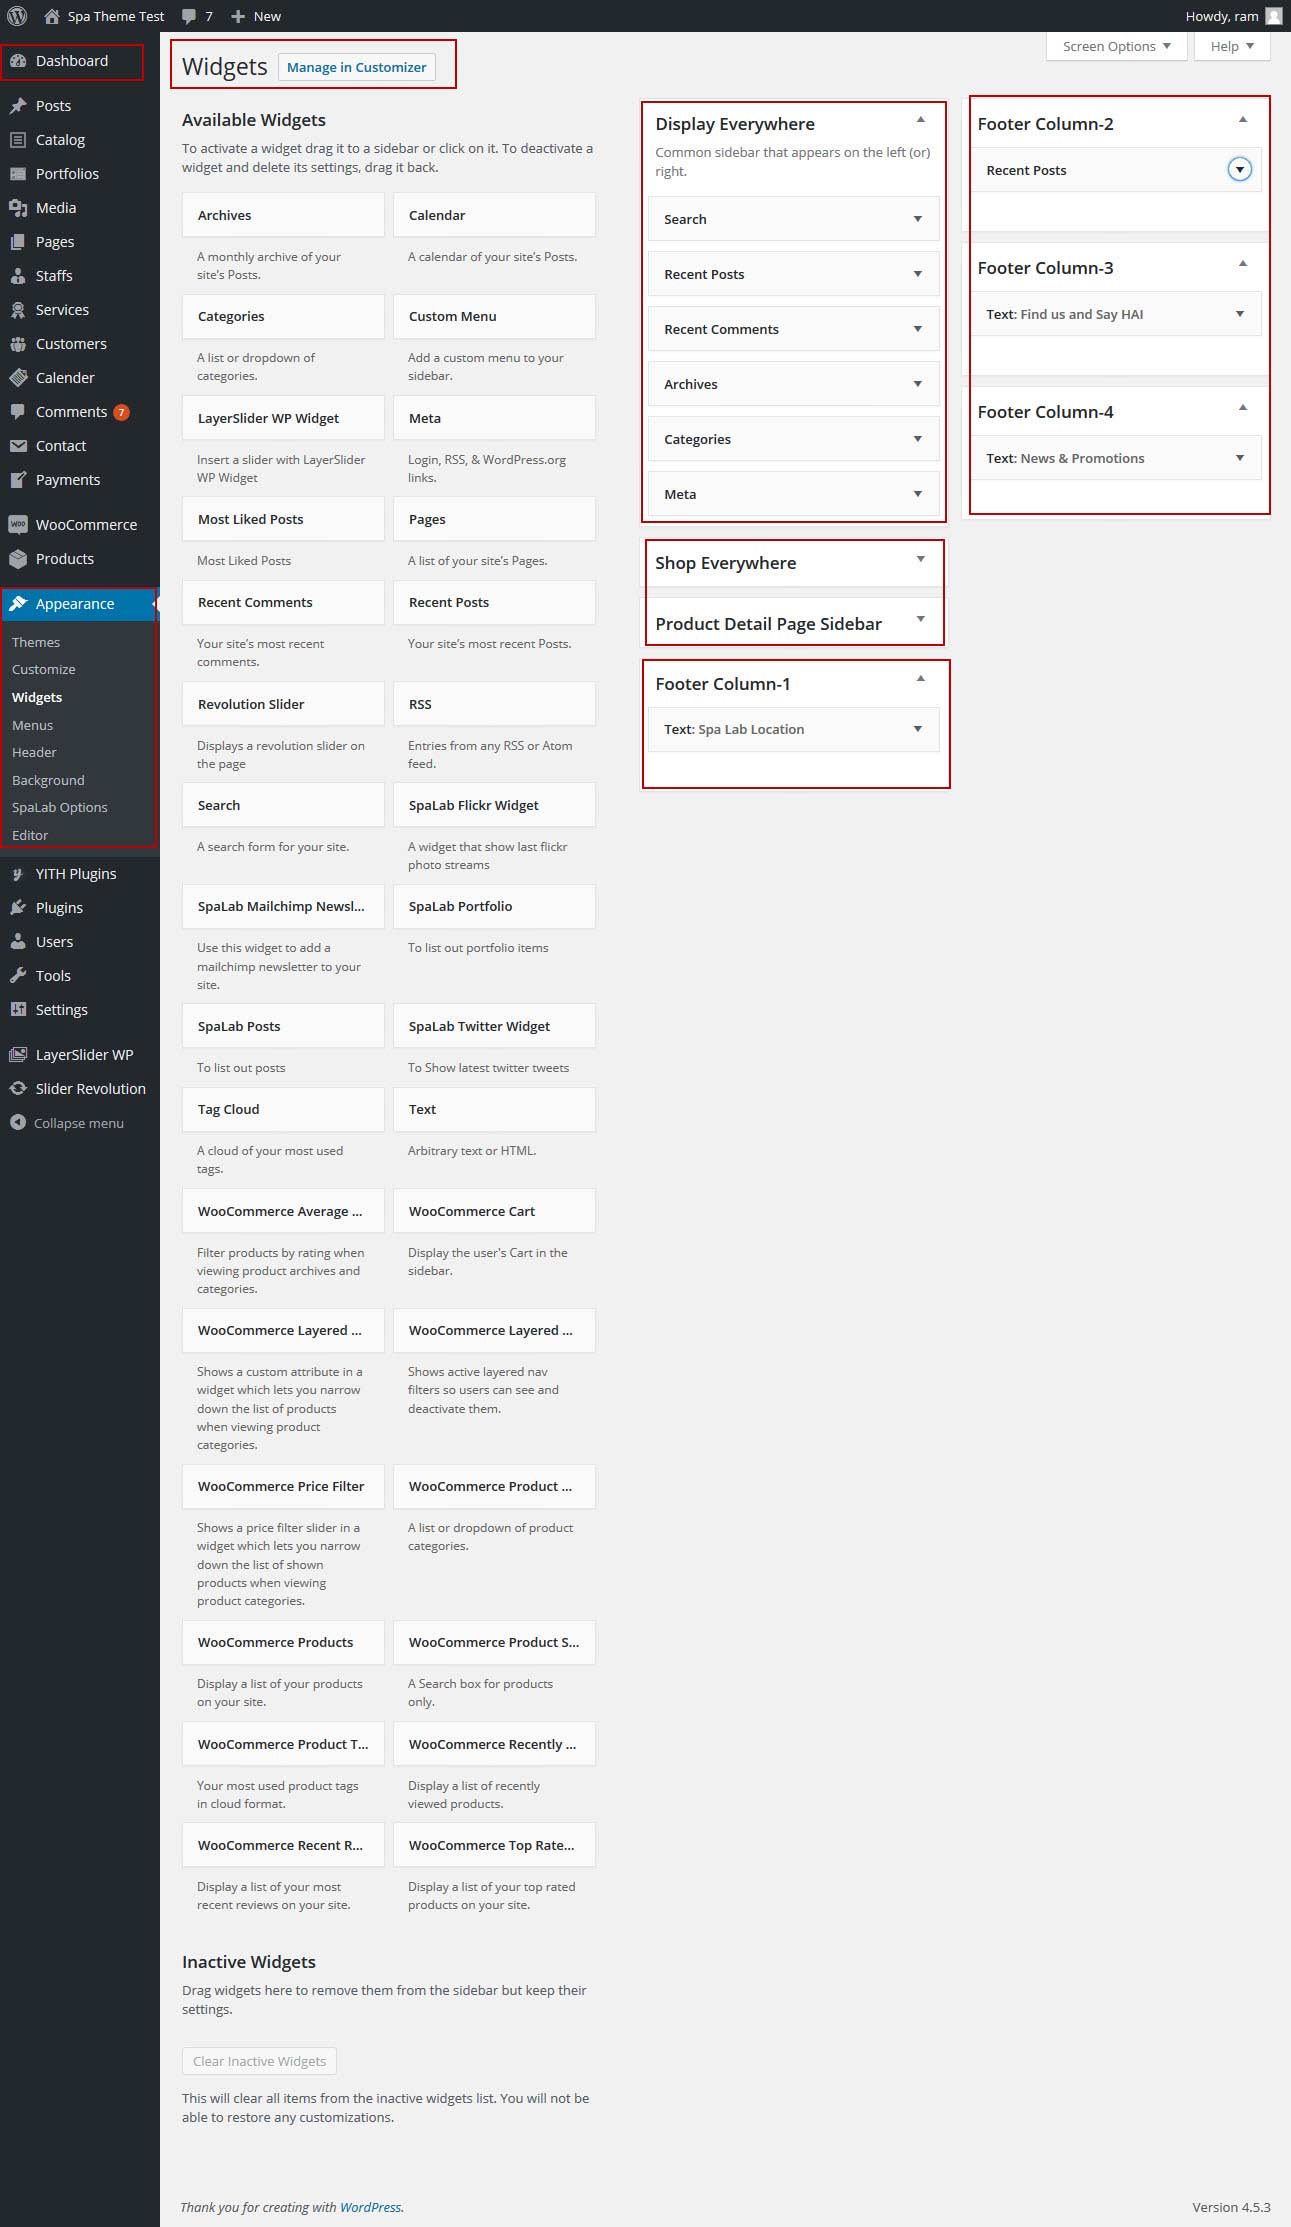 Spa Theme Test
7
New
Howdy, ram
Dashboard
Posts
Catalog
Portfolios
Media
Pages
Staffs
Services
Customers
Calender
Comments 7
Contact
Payments
WooCommerce
Products
Appearance
Themes
Customize
Widgets
Menus
Header
Background
SpaLab Options
Editor
YITH Plugins
Plugins
Users
Tools
Settings
LayerSlider WP
Slider Revolution
Collapse menu
Screen Options
Help
Widgets
Manage in Customizer
Available Widgets
To activate a widget drag it to a sidebar or click on it. To deactivate a
widget and delete its settings, drag it back.
Archives
A monthly archive of your
site’s Posts.
Calendar
A calendar of your site’s Posts.
Categories
A list or dropdown of
categories.
Custom Menu
Add a custom menu to your
sidebar.
LayerSlider WP Widget
Insert a slider with LayerSlider
WP Widget
Meta
Login, RSS, & WordPress.org
links.
Most Liked Posts
Most Liked Posts
Pages
A list of your site’s Pages.
Recent Comments
Your site’s most recent
comments.
Recent Posts
Your site’s most recent Posts.
Revolution Slider
Displays a revolution slider on
the page
RSS
Entries from any RSS or Atom
feed.
Search
A search form for your site.
SpaLab Flickr Widget
A widget that show last flickr
photo streams
SpaLab Mailchimp Newsl...
Use this widget to add a
mailchimp newsletter to your
site.
SpaLab Portfolio
To list out portfolio items
SpaLab Posts
To list out posts
SpaLab Twitter Widget
To Show latest twitter tweets
Tag Cloud
A cloud of your most used
tags.
Text
Arbitrary text or HTML.
WooCommerce Average ...
Filter products by rating when
viewing product archives and
categories.
WooCommerce Cart
Display the user's Cart in the
sidebar.
WooCommerce Layered ...
Shows a custom attribute in a
widget which lets you narrow
down the list of products
when viewing product
categories.
WooCommerce Layered ...
Shows active layered nav
filters so users can see and
deactivate them.
WooCommerce Price Filter
Shows a price filter slider in a
widget which lets you narrow
down the list of shown
products when viewing
product categories.
WooCommerce Product ...
A list or dropdown of product
categories.
WooCommerce Products
Display a list of your products
on your site.
WooCommerce Product S...
A Search box for products
only.
WooCommerce Product T...
Your most used product tags
in cloud format.
WooCommerce Recently ...
Display a list of recently
viewed products.
WooCommerce Recent R...
Display a list of your most
recent reviews on your site.
WooCommerce Top Rate...
Display a list of your top rated
products on your site.
Inactive Widgets
Drag widgets here to remove them from the sidebar but keep their
settings.
Clear Inactive Widgets
This will clear all items from the inactive widgets list. You will not be
able to restore any customizations.
Display Everywhere
Common sidebar that appears on the left (or)
right.
Search
Recent Posts
Recent Comments
Archives
Categories
Meta
Shop Everywhere
Product Detail Page Sidebar
Footer Column-1
Text: Spa Lab Location
Footer Column-2
Recent Posts
Footer Column-3
Text: Find us and Say HAI
Footer Column-4
Text: News & Promotions
Thank you for creating with WordPress.
Version 4.5.3